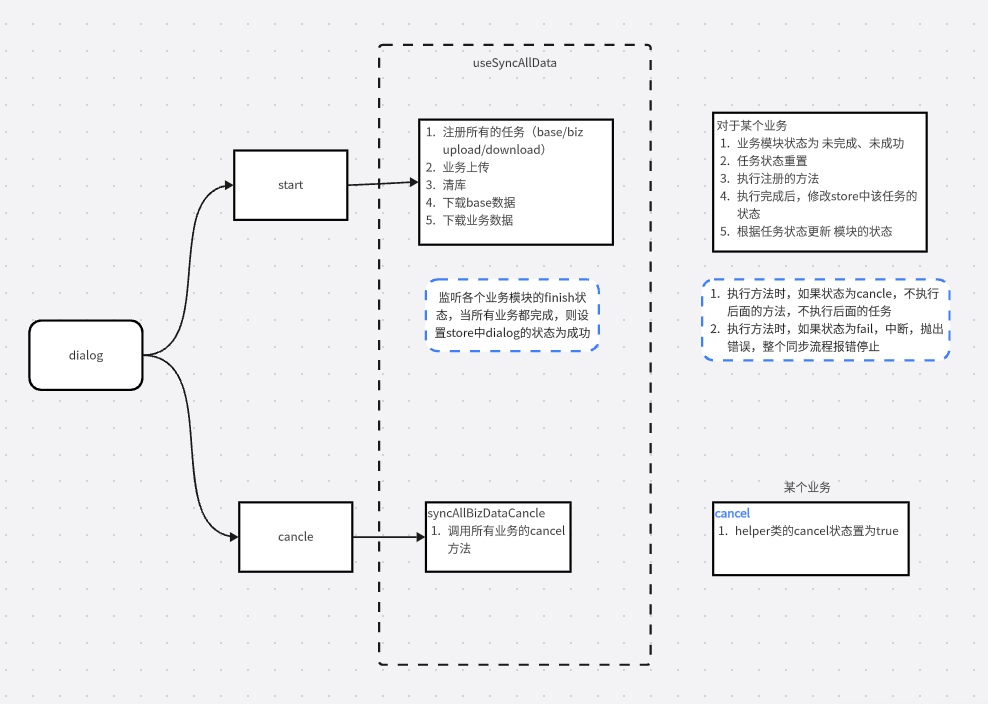 useSyncAllData
1. 注册所有的任务（base/biz
upload/download）
2. 业务上传
3. 清库
4. 下载base数据
5. 下载业务数据
对于某个业务
1. 业务模块状态为 未完成、未成功
2. 任务状态重置
3. 执行注册的方法
4. 执行完成后，修改store中该任务的
状态
5. 根据任务状态更新 模块的状态
start
监听各个业务模块的finish状
态，当所有业务都完成，则设
置store中dialog的状态为成功
1. 执行方法时，如果状态为cancle，不执行
后面的方法，不执行后面的任务
2. 执行方法时，如果状态为fail，中断，抛出
错误，整个同步流程报错停止
dialog
某个业务
cancle
syncAllBizDataCancle
1. 调用所有业务的cancel
方法
cancel
1. helper类的cancel状态置为true